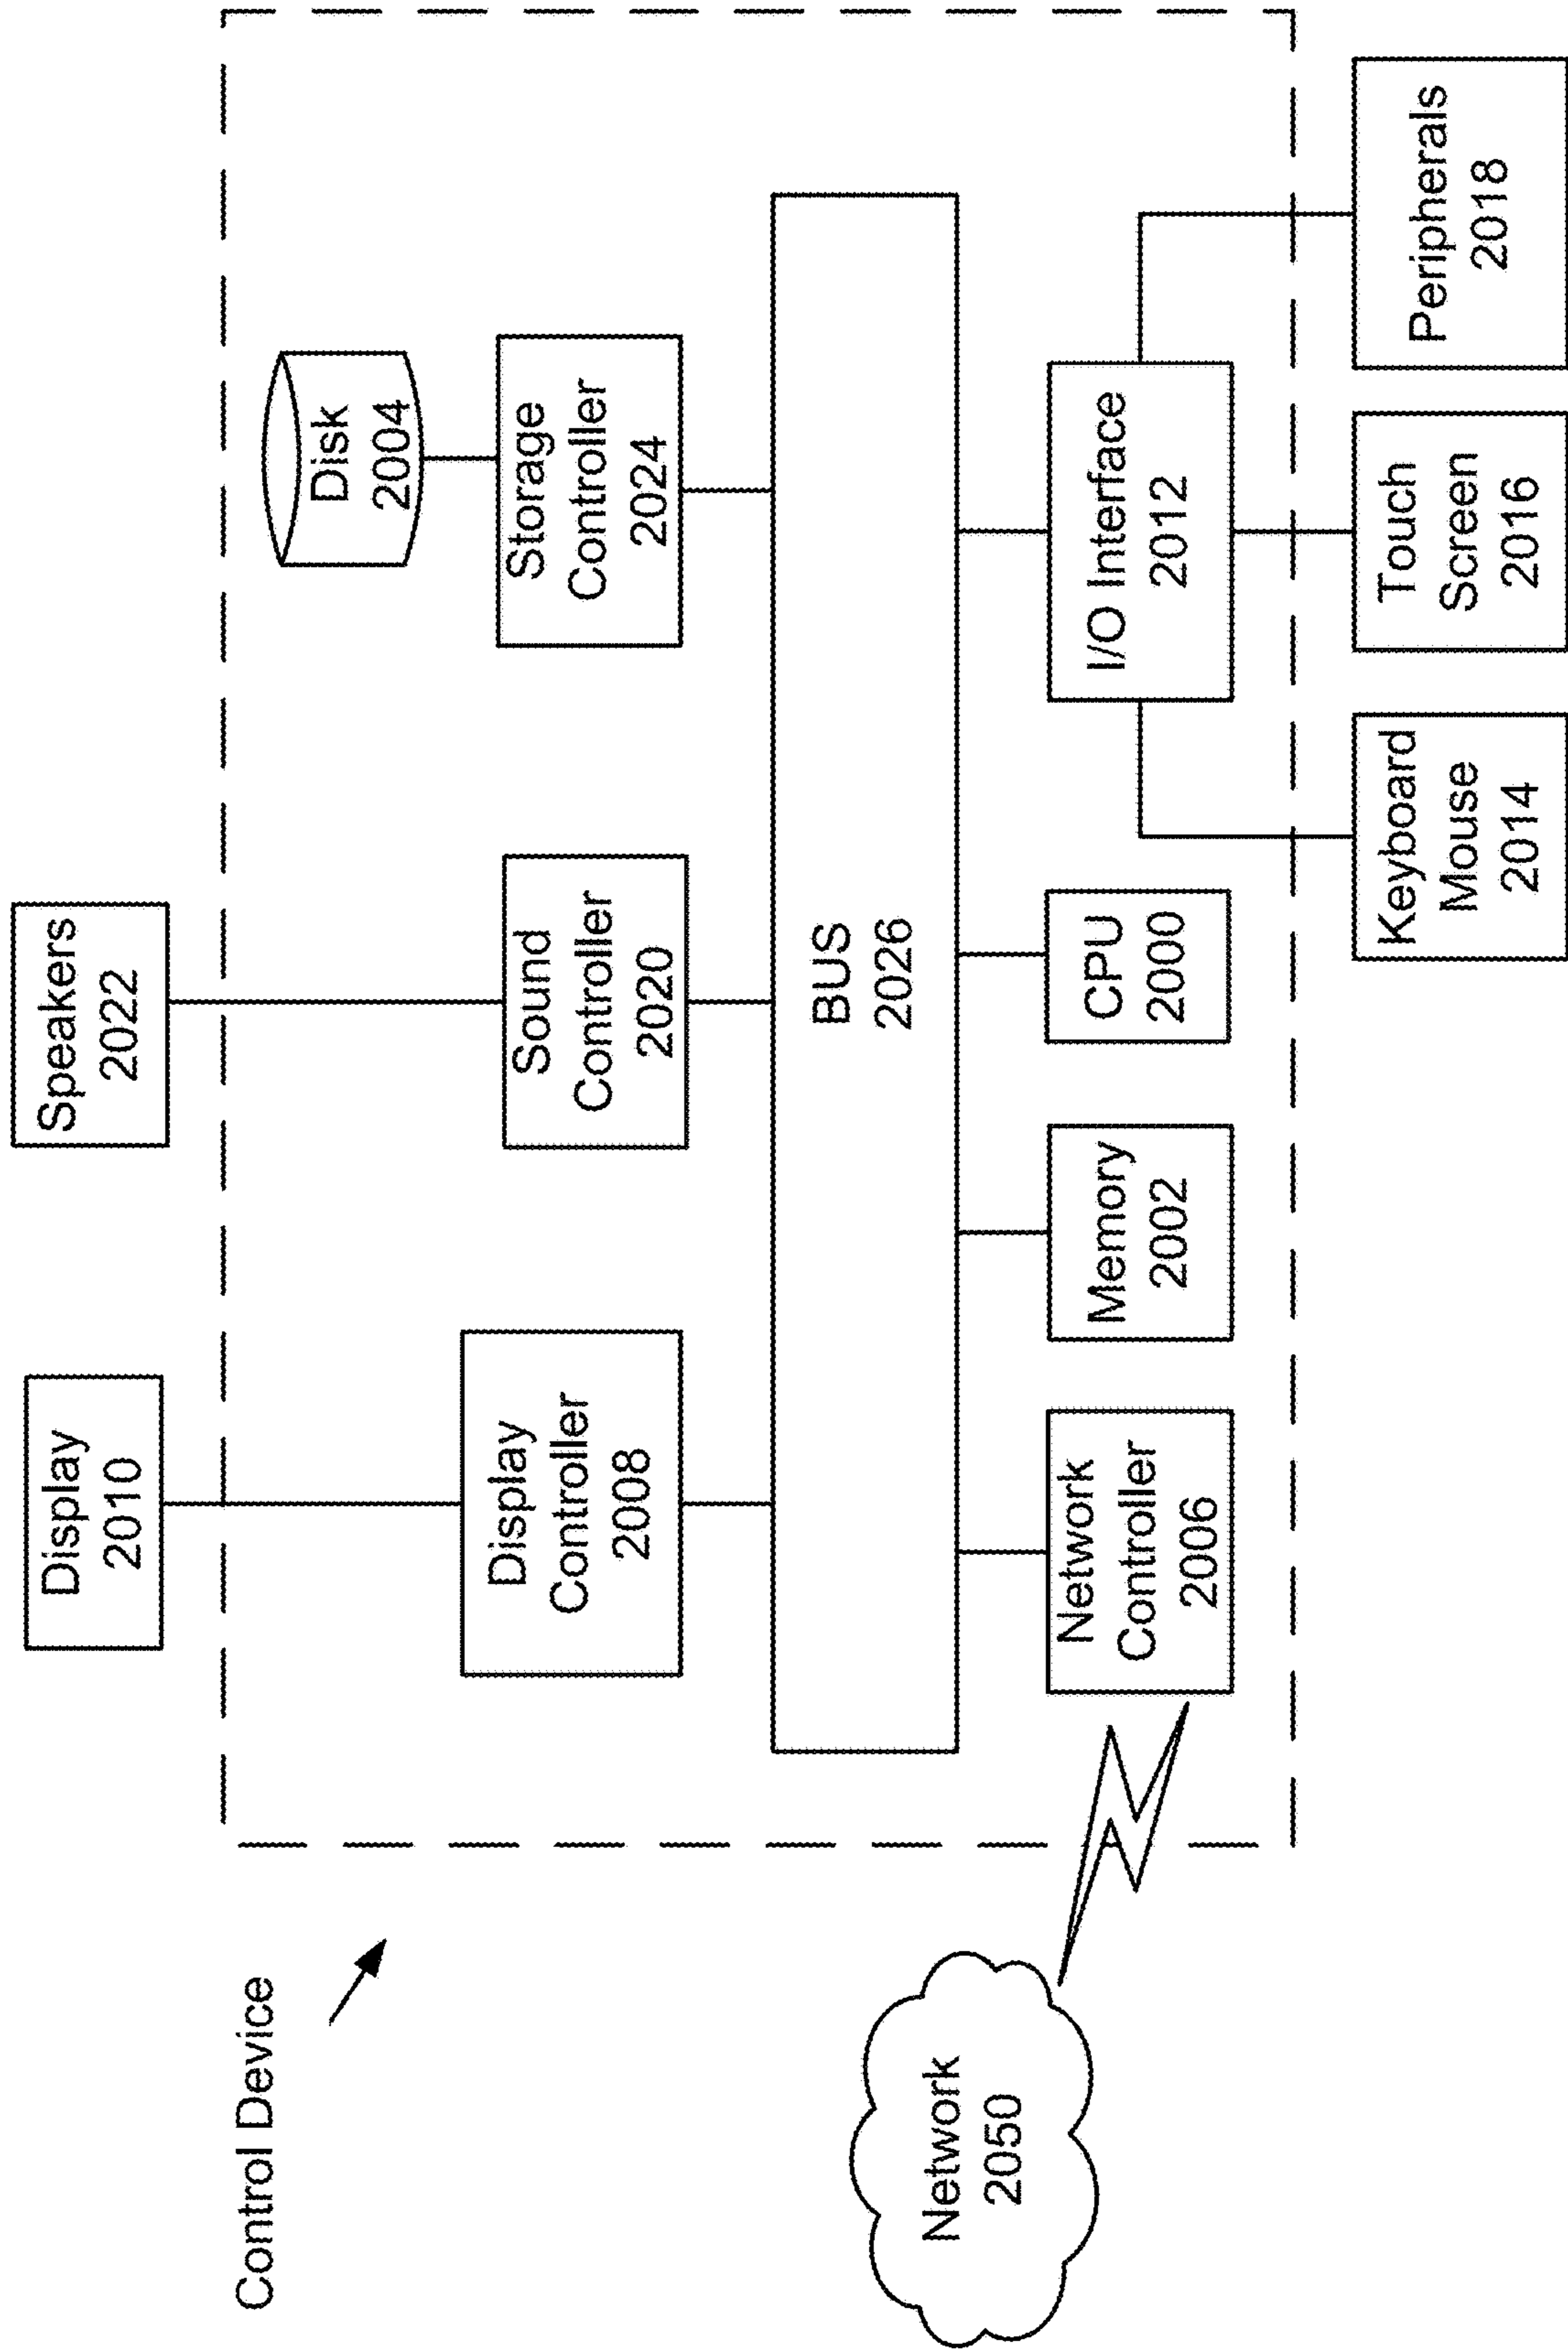 Control Device
Display
2010
Speakers
2022
Disk
2004
Display
Controller
2008
Sound
Controller
2020
Storage
Controller
2024
BUS
2026
Network
2050
Network
Controller
2006
Memory
2002
CPU
2000
I/O Interface
2012
Keyboard
Mouse
2014
Touch
Screen
2016
Peripherals
2018